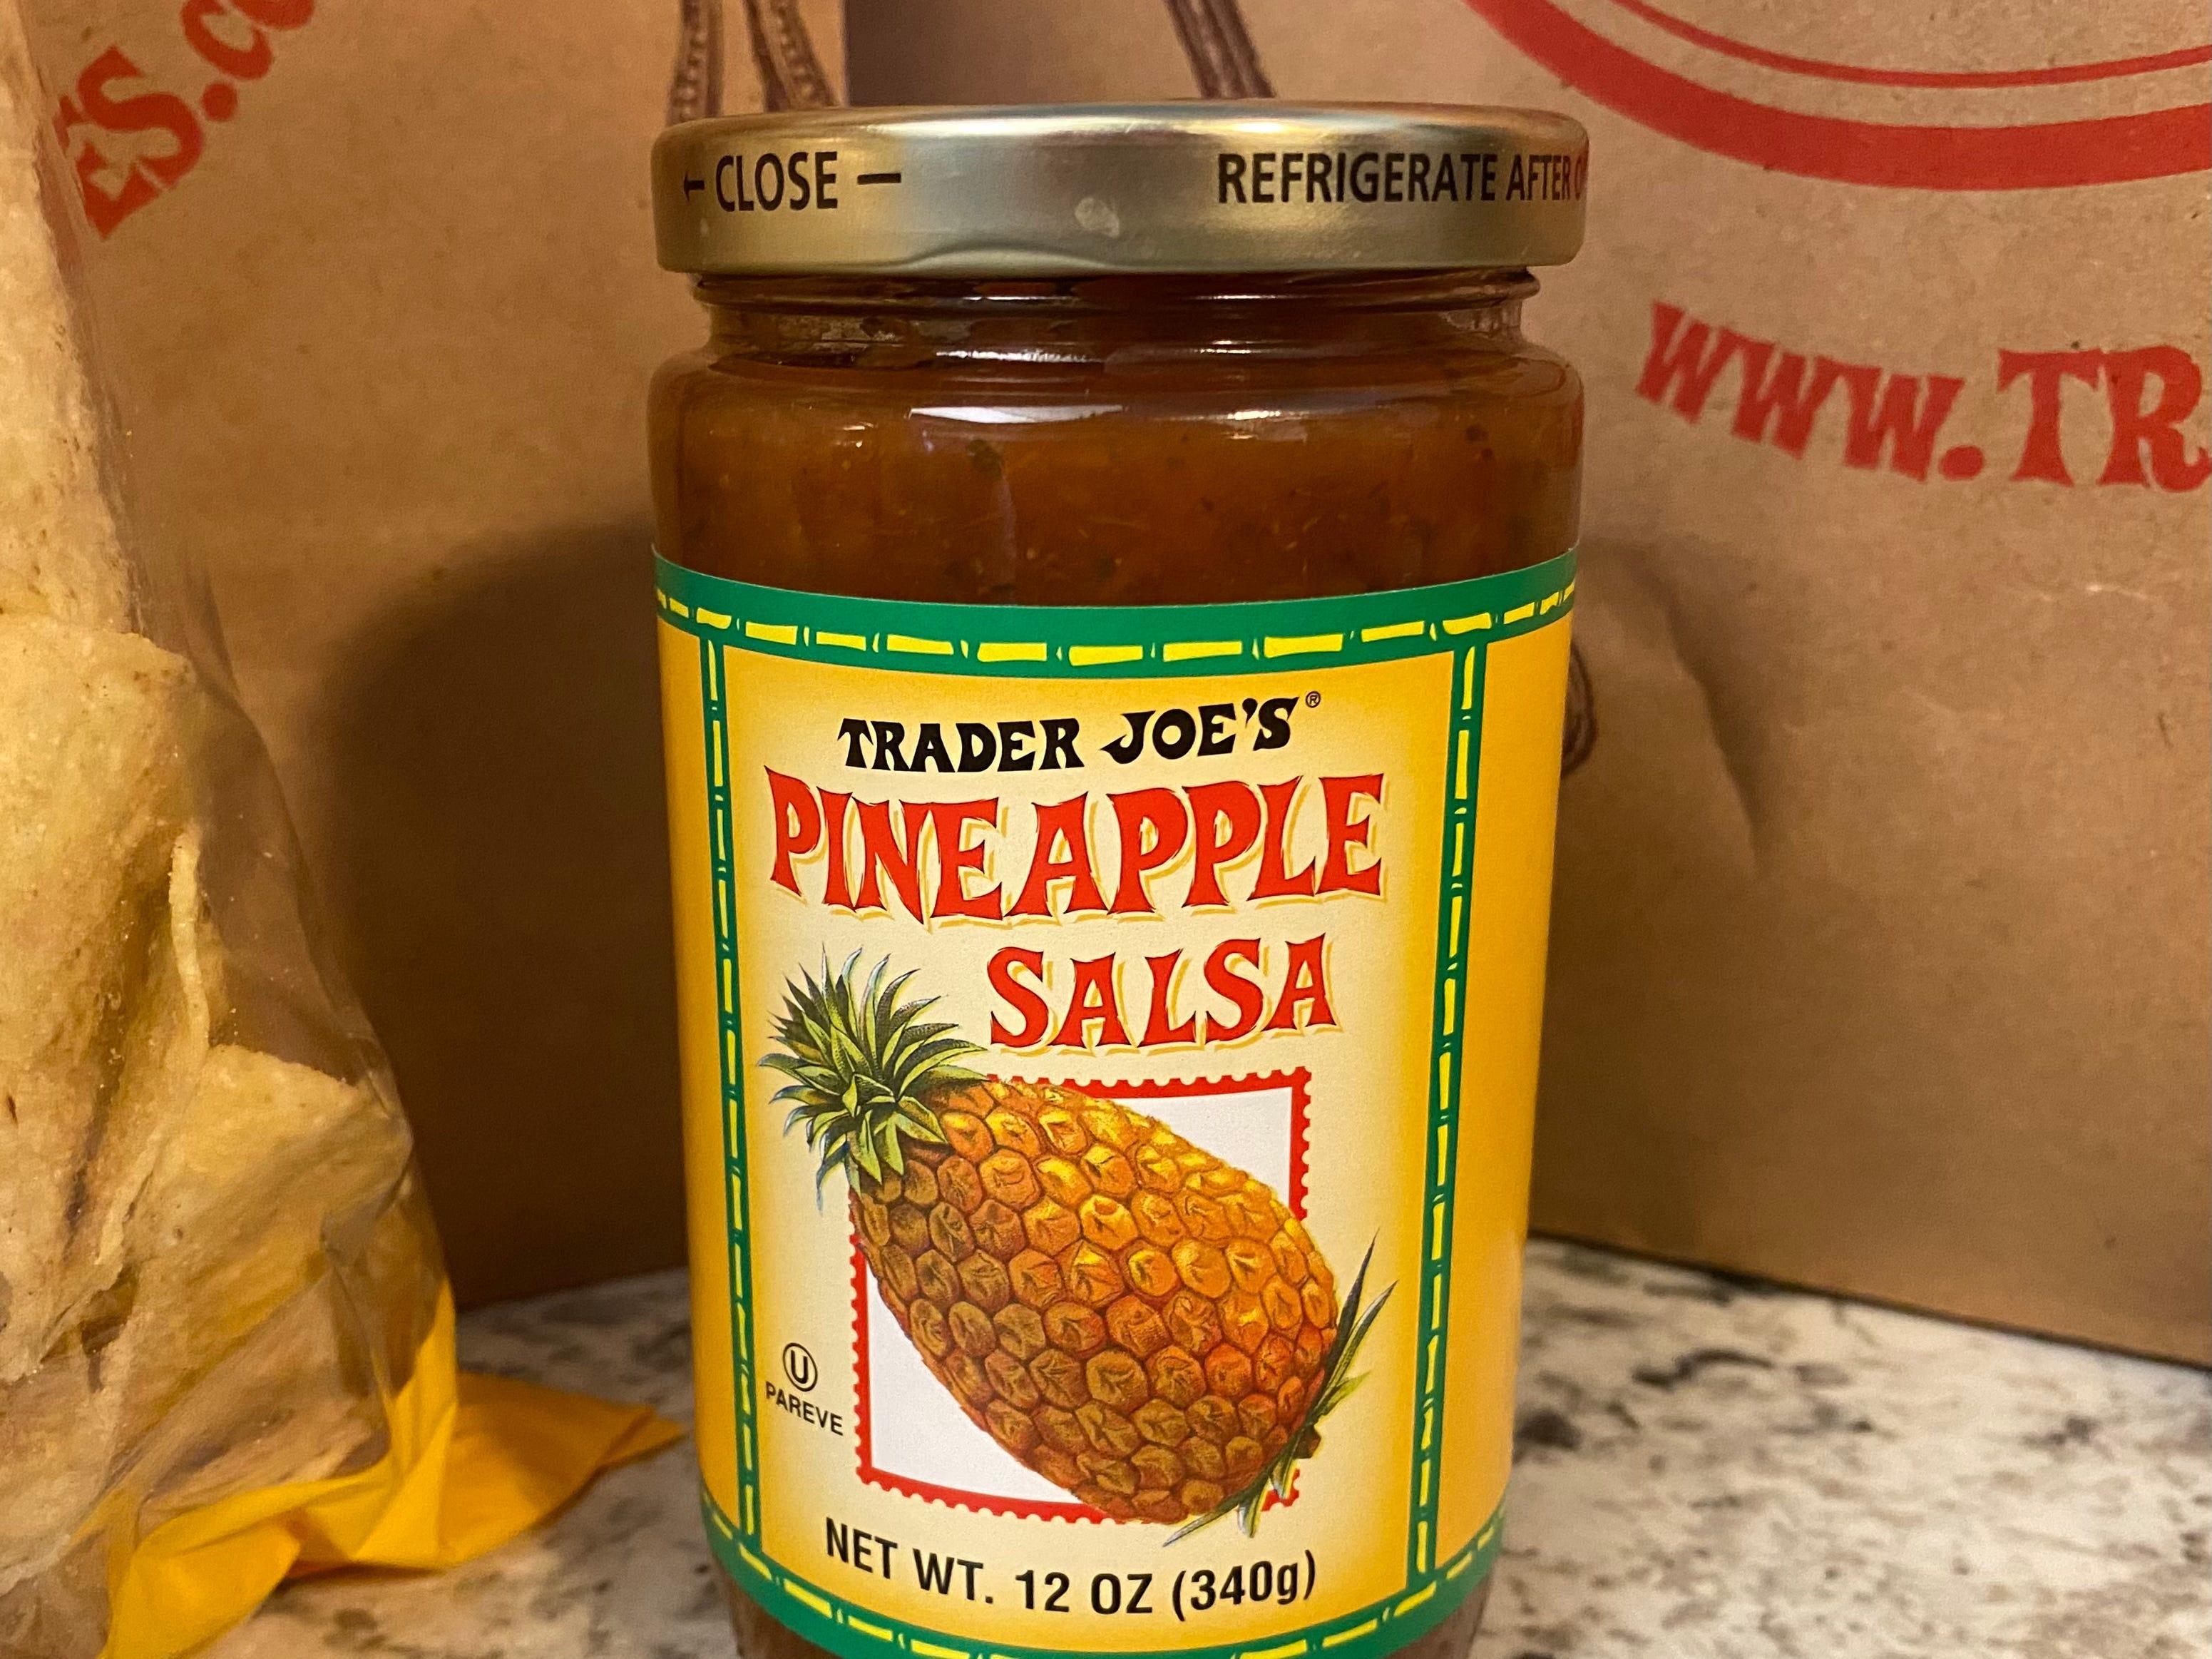 ES.CO
← CLOSE —
REFRIGERATE AFTER O
WWW.TR
TRADER JOE'S®
PINEAPPLE
SALSA
U
PAREVE
NET WT. 12 OZ (340g)